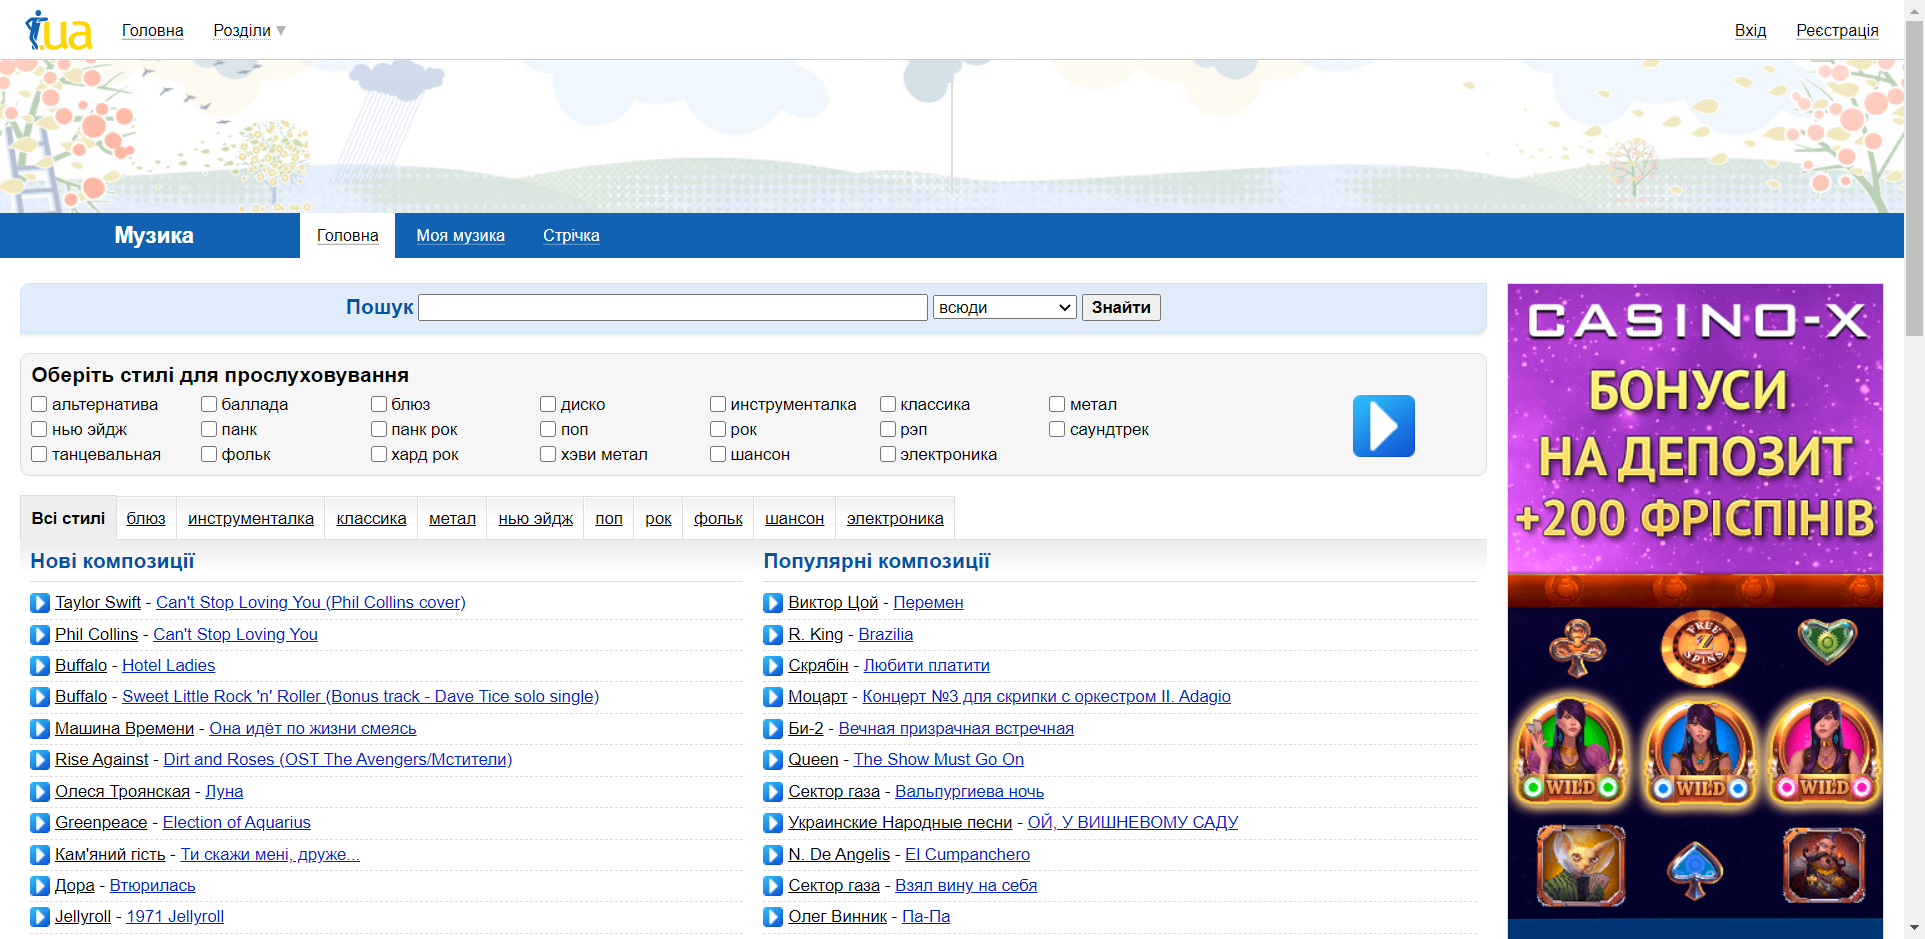 i.ua Головна Розділи ▼ Вхід Реєстрація
Музика Головна Моя музика Стрічка
Пошук всюди Знайти
Оберіть стилі для прослуховування
альтернатива баллада блюз диско инструменталка классика метал
нью эйдж панк панк рок поп рок рэп саундтрек
танцевальная фольк хард рок хэви метал шансон электроника
Всі стилі блюз инструменталка классика метал нью эйдж поп рок фольк шансон электроника
Нові композиції
Taylor Swift - Can't Stop Loving You (Phil Collins cover)
Phil Collins - Can't Stop Loving You
Buffalo - Hotel Ladies
Buffalo - Sweet Little Rock 'n' Roller (Bonus track - Dave Tice solo single)
Машина Времени - Она идёт по жизни смеясь
Rise Against - Dirt and Roses (OST The Avengers/Мстители)
Олеся Троянская - Луна
Greenpeace - Election of Aquarius
Кам'яний гість - Ти скажи мені, друже...
Дора - Втюрилась
Jellyroll - 1971 Jellyroll
Популярні композиції
Виктор Цой - Перемен
R. King - Brazilia
Скрябін - Любити платити
Моцарт - Концерт №3 для скрипки с оркестром II. Adagio
Би-2 - Вечная призрачная встречная
Queen - The Show Must Go On
Сектор газа - Вальпургиева ночь
Украинские Народные песни - ОЙ, У ВИШНЕВОМУ САДУ
N. De Angelis - El Cumpanchero
Сектор газа - Взял вину на себя
Олег Винник - Па-Па
CASINO-X
БОНУСИ
НА ДЕПОЗИТ
+200 ФРІСПІНІВ
FREE
Z
SPINS
WILD WILD WILD